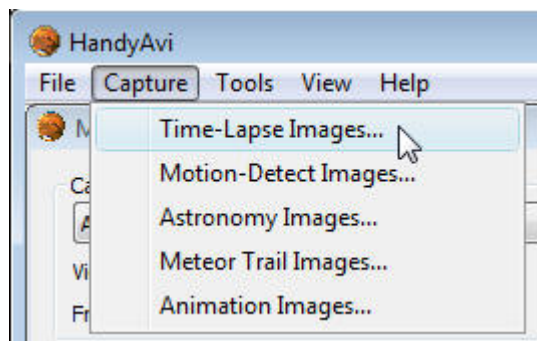 HandyAvi
File Capture Tools View Help
Time-Lapse Images...
Motion-Detect Images...
Astronomy Images...
Meteor Trail Images...
Animation Images...